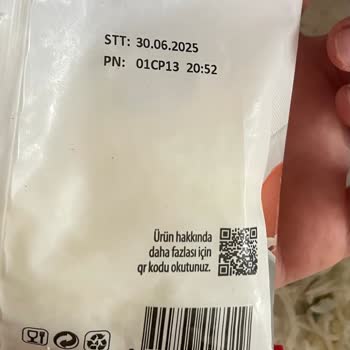 STT: 30.06.2025
PN: 01CP13 20:52
Ürün hakkında
daha fazlası için
qr kodu okutunuz.